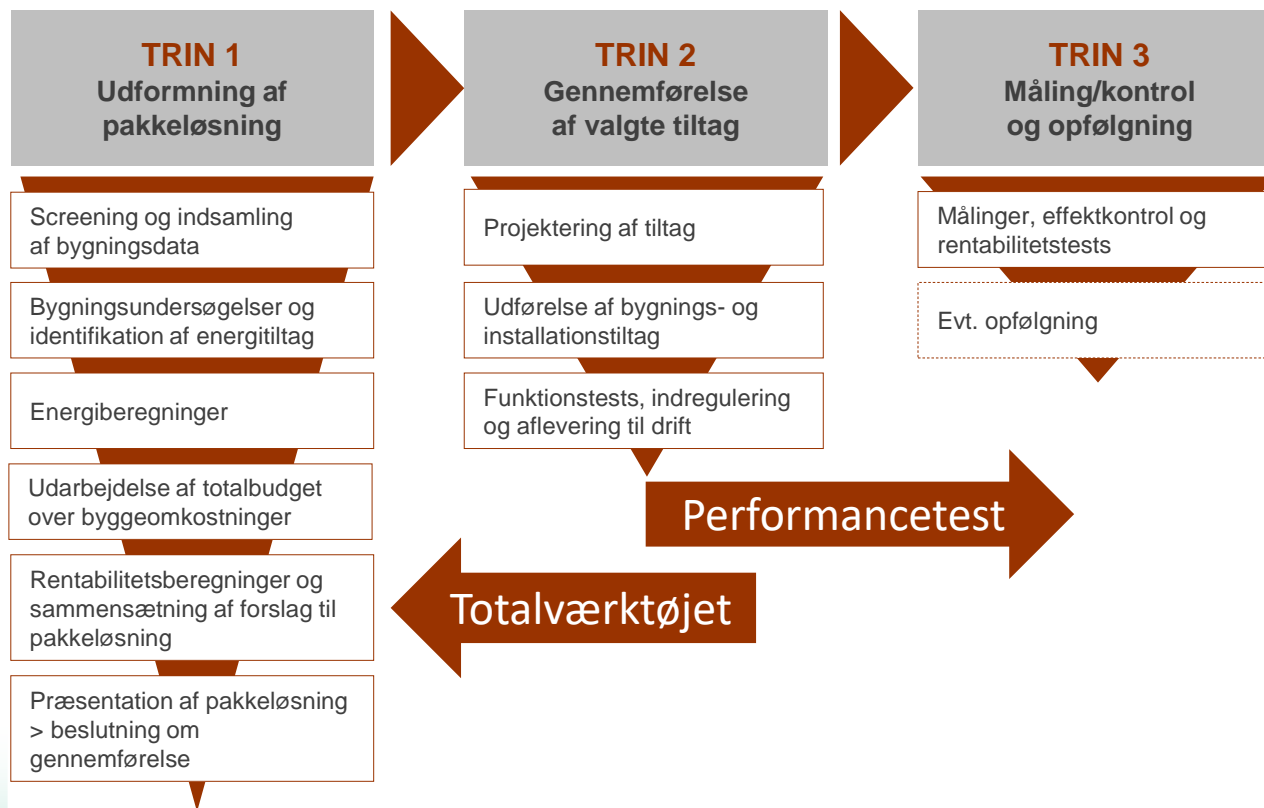 TRIN 1
Udformning af
pakkeløsning
Screening og indsamling
af bygningsdata
Bygningsundersøgelser og
identifikation af energitiltag
Energiberegninger
Udarbejdelse af totalbudget
over byggeomkostninger
Rentabilitetsberegninger og
sammensætning af forslag til
pakkeløsning
Præsentation af pakkeløsning
> beslutning om
gennemførelse
TRIN 2
Gennemførelse
af valgte tiltag
Projektering af tiltag
Udførelse af bygnings- og
installationstiltag
Funktionstests, indregulering
og aflevering til drift
TRIN 3
Måling/kontrol
og opfølgning
Målinger, effektkontrol og
rentabilitetstests
Evt. opfølgning
Performancetest
Totalværktøjet